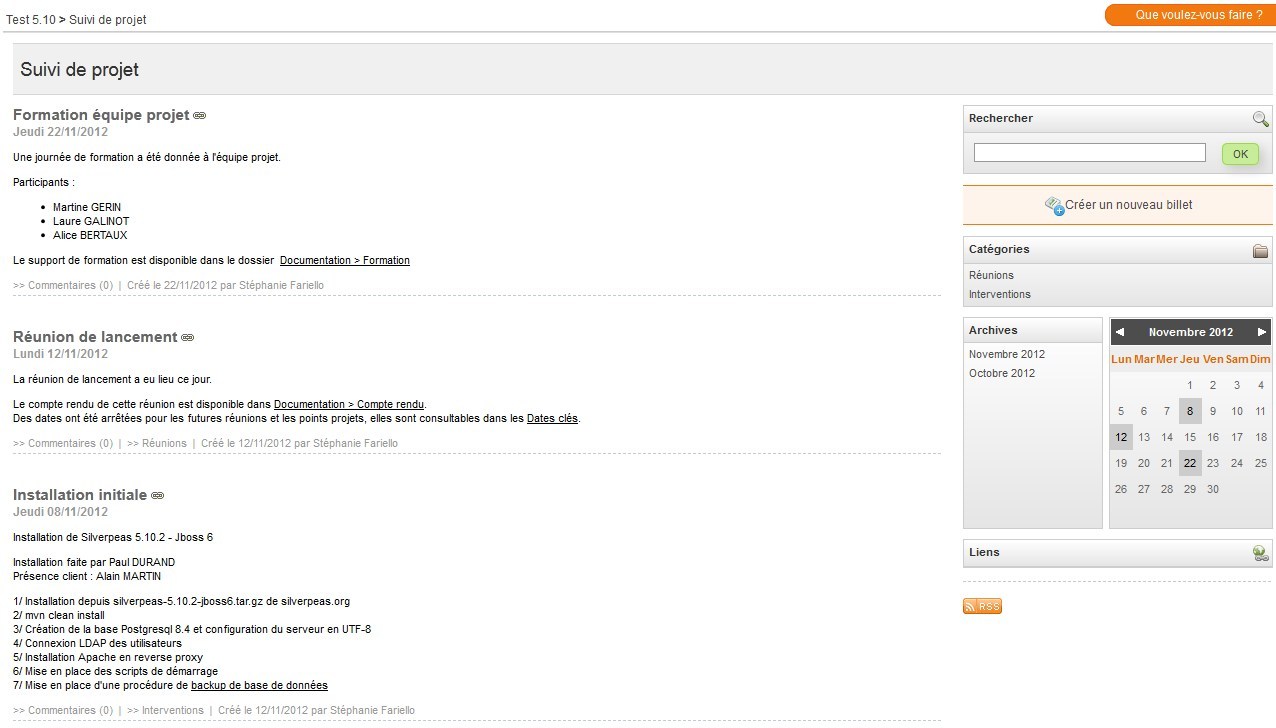 Test 5.10 > Suivi de projet
Que voulez-vous faire ?
Suivi de projet
Formation équipe projet
Jeudi 22/11/2012
Une journée de formation a été donnée à l'équipe projet.
Participants :
• Martine GERIN
• Laure GALINOT
• Alice BERTAUX
Le support de formation est disponible dans le dossier Documentation > Formation
>> Commentaires (0) | Créé le 22/11/2012 par Stéphanie Fariello
Réunion de lancement
Lundi 12/11/2012
La réunion de lancement a eu lieu ce jour.
Le compte rendu de cette réunion est disponible dans Documentation > Compte rendu.
Des dates ont été arrêtées pour les futures réunions et les points projets, elles sont consultables dans les Dates clés.
>> Commentaires (0) | >> Réunions | Créé le 12/11/2012 par Stéphanie Fariello
Installation initiale
Jeudi 08/11/2012
Installation de Silverpeas 5.10.2 - Jboss 6
Installation faite par Paul DURAND
Présence client : Alain MARTIN
1/ Installation depuis silverpeas-5.10.2-jboss6.tar.gz de silverpeas.org
2/ mvn clean install
3/ Création de la base Postgresql 8.4 et configuration du serveur en UTF-8
4/ Connexion LDAP des utilisateurs
5/ Installation Apache en reverse proxy
6/ Mise en place des scripts de démarrage
7/ Mise en place d'une procédure de backup de base de données
>> Commentaires (0) | >> Interventions | Créé le 12/11/2012 par Stéphanie Fariello
Rechercher
OK
Créer un nouveau billet
Catégories
Réunions
Interventions
Archives
Novembre 2012
Octobre 2012
Novembre 2012
Lun Mar Mer Jeu Ven Sam Dim
1 2 3 4
5 6 7 8 9 10 11
12 13 14 15 16 17 18
19 20 21 22 23 24 25
26 27 28 29 30
Liens
RSS